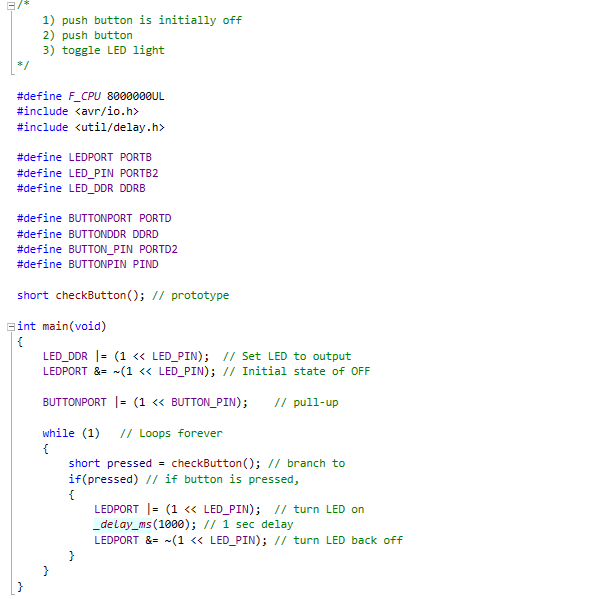 /*
    1) push button is initially off
    2) push button
    3) toggle LED light
*/

#define F_CPU 8000000UL
#include <avr/io.h>
#include <util/delay.h>

#define LEDPORT PORTB
#define LED_PIN PORTB2
#define LED_DDR DDRB

#define BUTTONPORT PORTD
#define BUTTONDDR DDRD
#define BUTTON_PIN PORTD2
#define BUTTONPIN PIND

short checkButton(); // prototype

int main(void)
{
    LED_DDR |= (1 << LED_PIN);  // Set LED to output
    LEDPORT &= ~(1 << LED_PIN); // Initial state of OFF

    BUTTONPORT |= (1 << BUTTON_PIN);    // pull-up

    while (1)   // Loops forever
    {
        short pressed = checkButton(); // branch to
        if(pressed) // if button is pressed,
        {
            LEDPORT |= (1 << LED_PIN);  // turn LED on
            _delay_ms(1000); // 1 sec delay
            LEDPORT &= ~(1 << LED_PIN); // turn LED back off
        }
    }
}